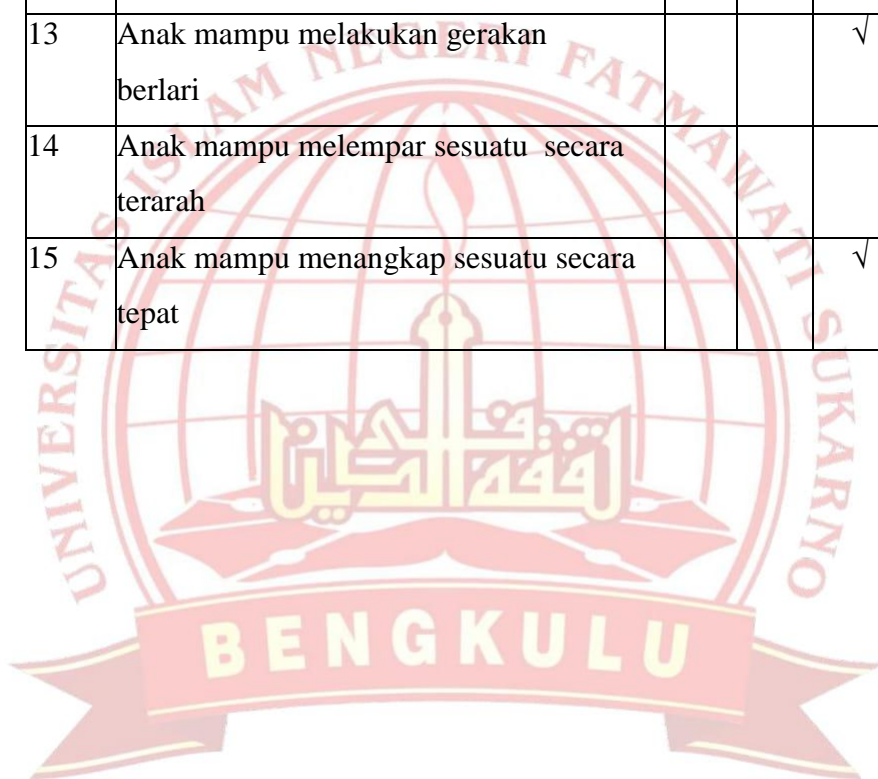 13 Anak mampu melakukan gerakan √
berlari
14 Anak mampu melempar sesuatu secara
terarah
15 Anak mampu menangkap sesuatu secara √
tepat
UNIVERSITAS ISLAM NEGERI FATMAWATI SUKARNO
BENGKULU